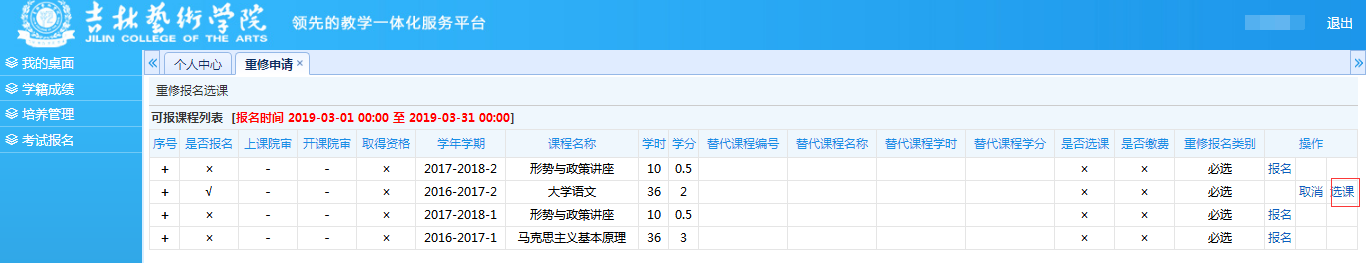 吉林藝術學院
JILIN COLLEGE OF THE ARTS
领先的教学一体化服务平台
退出
我的桌面
学籍成绩
培养管理
考试报名
个人中心 重修申请
重修报名选课
可报课程列表 [报名时间 2019-03-01 00:00 至 2019-03-31 00:00]
序号 是否报名 上课院审 开课院审 取得资格 学年学期 课程名称 学时 学分 替代课程编号 替代课程名称 替代课程学时 替代课程学分 是否选课 是否缴费 重修报名类别 操作
+ × - - × 2017-2018-2 形势与政策讲座 10 0.5 × × 必选 报名
+ √ - - × 2016-2017-2 大学语文 36 2 × × 必选 取消 选课
+ × - - × 2017-2018-1 形势与政策讲座 10 0.5 × × 必选 报名
+ × - - × 2016-2017-1 马克思主义基本原理 36 3 × × 必选 报名